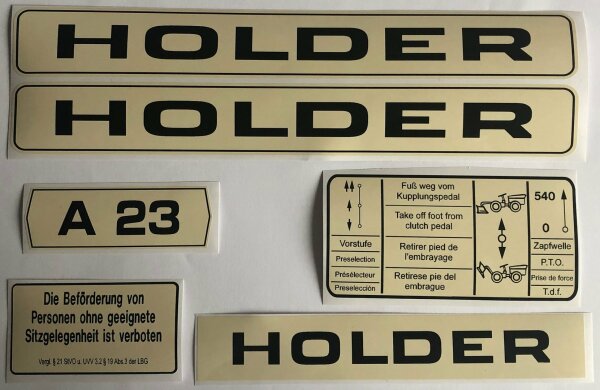 HOLDER
HOLDER
A 23
Fuß weg vom
Kupplungspedal
Take off foot from
clutch pedal
Retirer pied de
l'embrayage
Retirese pie del
embrague
Vorstufe
Preselection
Présélecteur
Preselección
540
0
Zapfwelle
P.T.O.
Prise de force
T.d.f.
Die Beförderung von
Personen ohne geeignete
Sitzgelegenheit ist verboten
Vergl. § 21 StVO u. UVV 3.2 § 19 Abs.3 der LBG
HOLDER